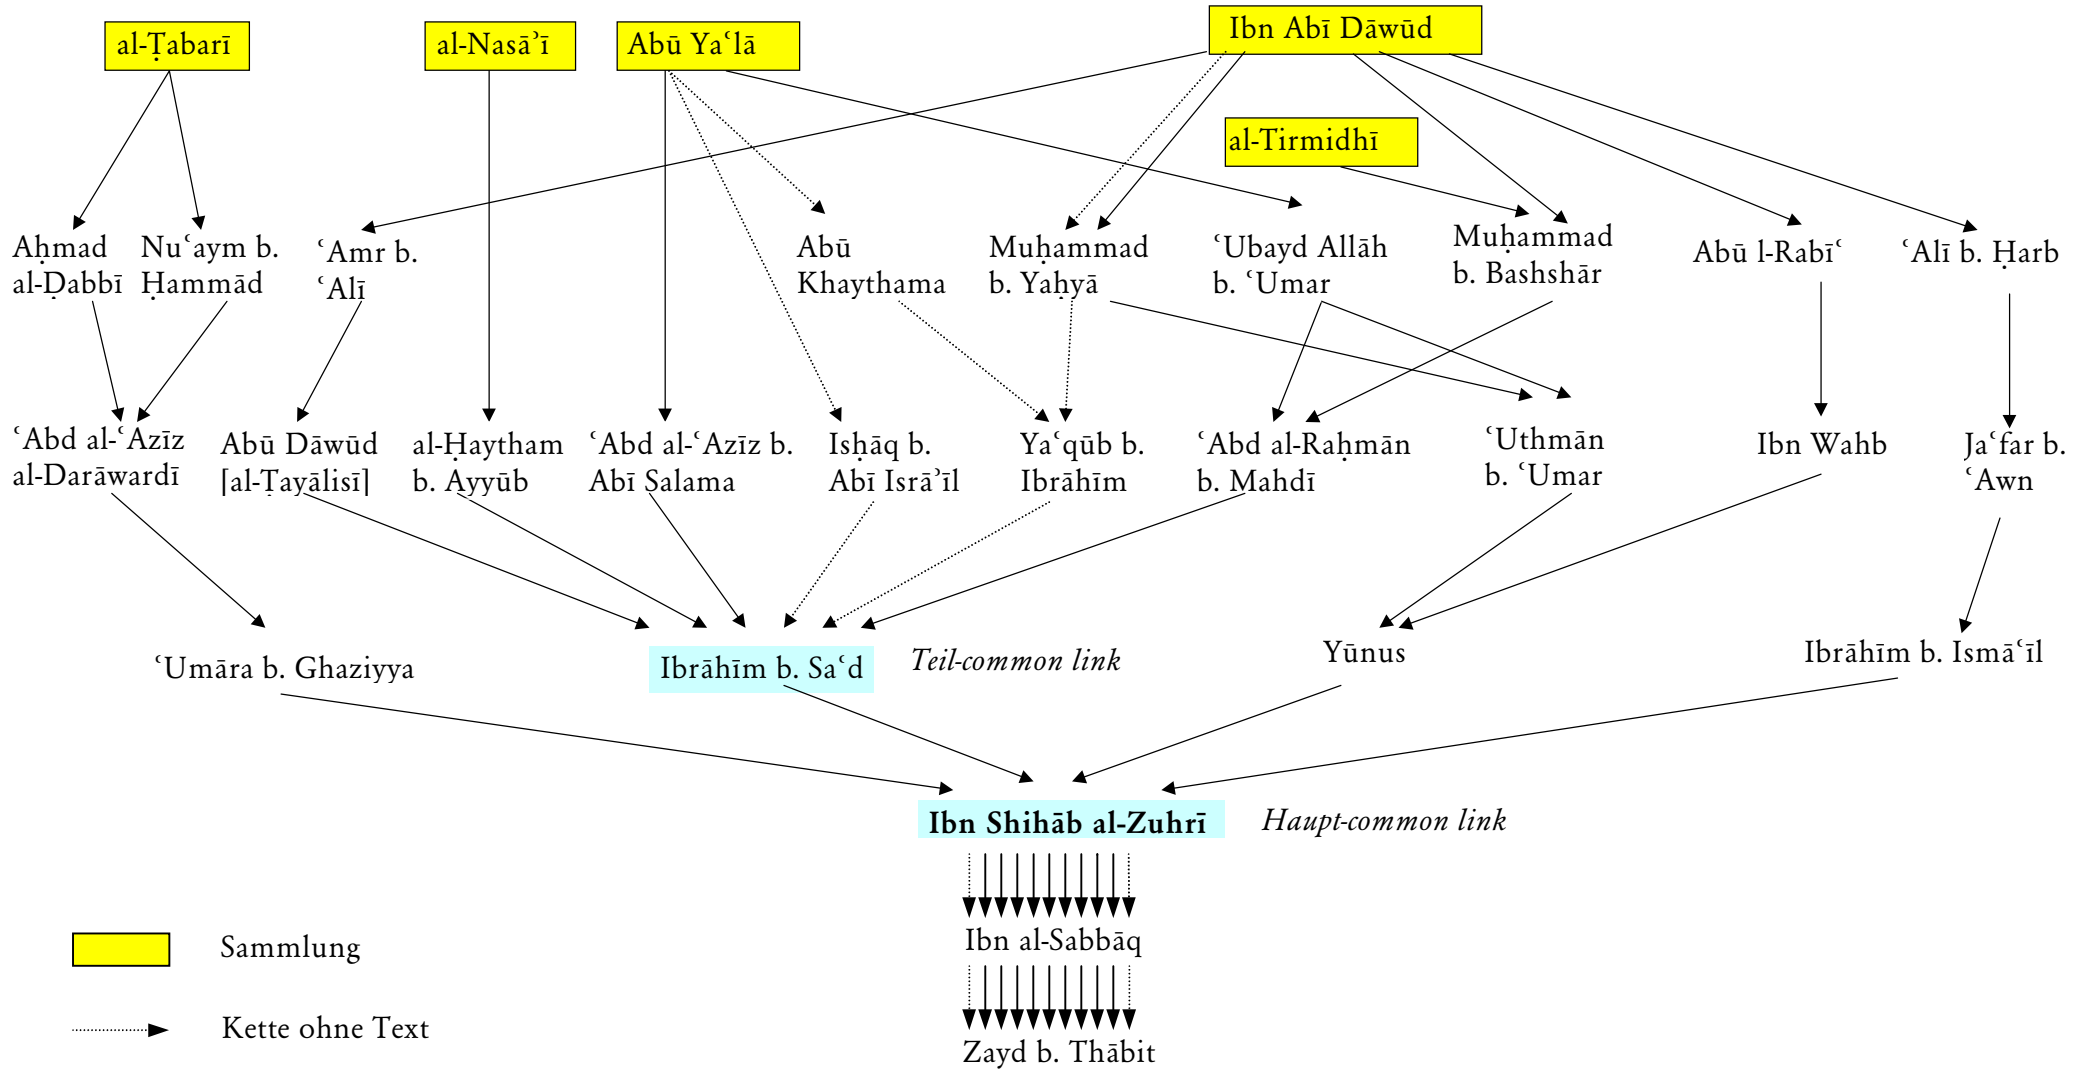 al-Ṭabarī
al-Nasāʾī
Abū Yaʿlā
Ibn Abī Dāwūd
al-Tirmidhī
Aḥmad
al-Ḍabbī
Nuʿaym b.
Ḥammād
ʿAmr b.
ʿAlī
Abū
Khaythama
Muḥammad
b. Yaḥyā
ʿUbayd Allāh
b. ʿUmar
Muḥammad
b. Bashshār
Abū l-Rabīʿ
ʿAlī b. Ḥarb
ʿAbd al-ʿAzīz
al-Darāwardī
Abū Dāwūd
[al-Ṭayālisī]
al-Ḥaytham
b. Ayyūb
ʿAbd al-ʿAzīz b.
Abī Salama
Isḥāq b.
Abī Isrāʾīl
Yaʿqūb b.
Ibrāhīm
ʿAbd al-Raḥmān
b. Mahdī
ʿUthmān
b. ʿUmar
Ibn Wahb
Jaʿfar b.
ʿAwn
ʿUmāra b. Ghaziyya
Ibrāhīm b. Saʿd
Teil-common link
Yūnus
Ibrāhīm b. Ismāʿīl
Ibn Shihāb al-Zuhrī
Haupt-common link
Ibn al-Sabbāq
Zayd b. Thābit
Sammlung
Kette ohne Text